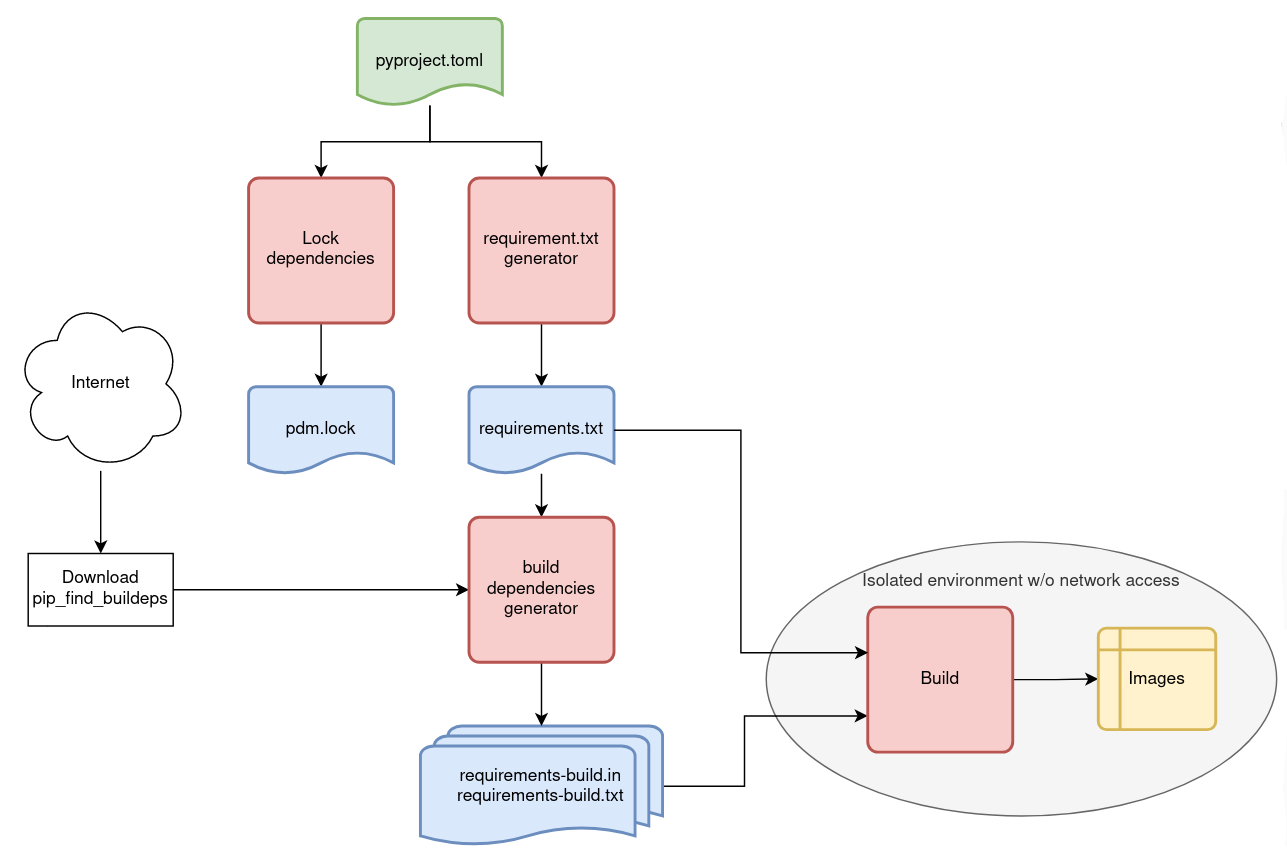 pyproject.toml
Lock
dependencies
requirement.txt
generator
Internet
pdm.lock
requirements.txt
Download
pip_find_buildeps
build
dependencies
generator
Isolated environment w/o network access
Build
Images
requirements-build.in
requirements-build.txt